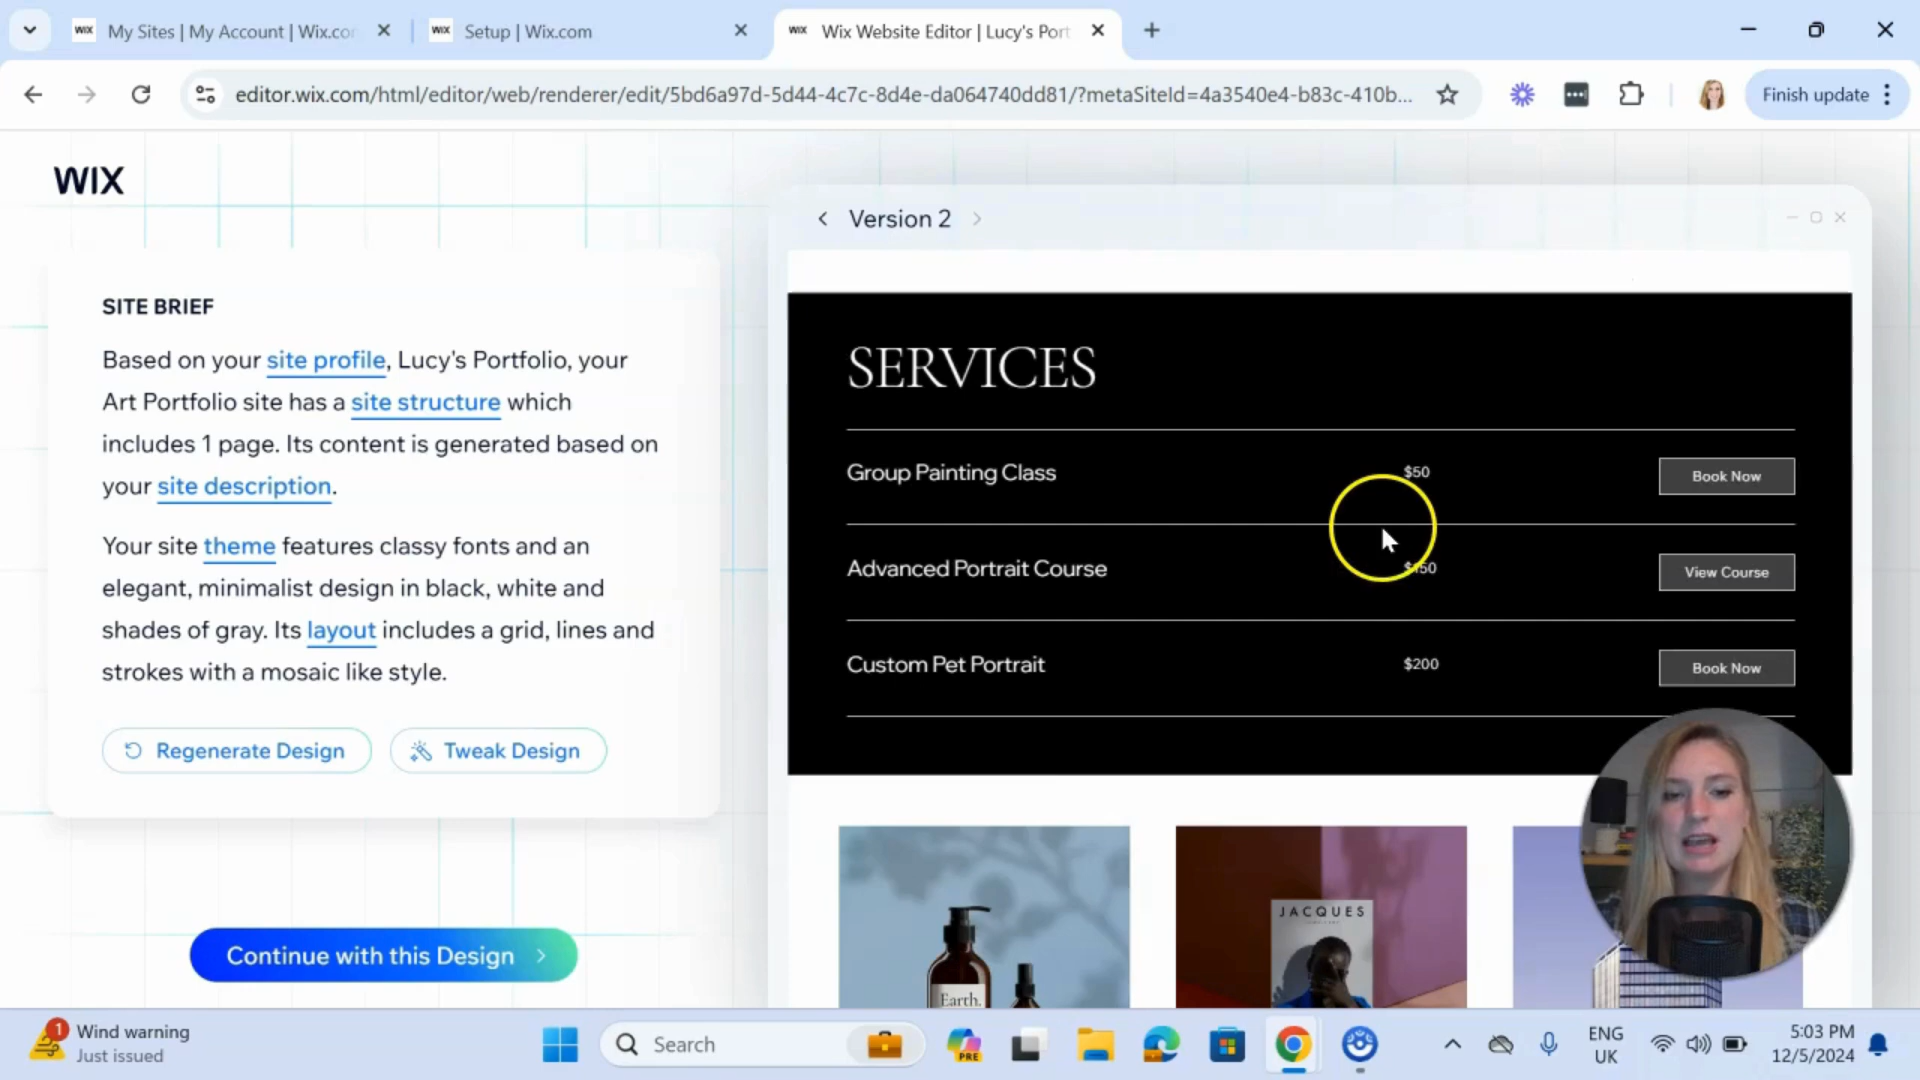 WIX My Sites | My Account | Wix.co
WIX Setup | Wix.com
WIX Wix Website Editor | Lucy's Port
editor.wix.com/html/editor/web/renderer/edit/5bd6a97d-5d44-4c7c-8d4e-da064740dd81/?metaSiteId=4a3540e4-b83c-410b...
Finish update
WIX
Version 2
SITE BRIEF
Based on your site profile, Lucy's Portfolio, your
Art Portfolio site has a site structure which
includes 1 page. Its content is generated based on
your site description.
Your site theme features classy fonts and an
elegant, minimalist design in black, white and
shades of gray. Its layout includes a grid, lines and
strokes with a mosaic like style.
Regenerate Design
Tweak Design
Continue with this Design
SERVICES
Group Painting Class $50 Book Now
Advanced Portrait Course $150 View Course
Custom Pet Portrait $200 Book Now
Earth.
JACQUES
1
Wind warning
Just issued
Search
PRE
ENG
UK
5:03 PM
12/5/2024